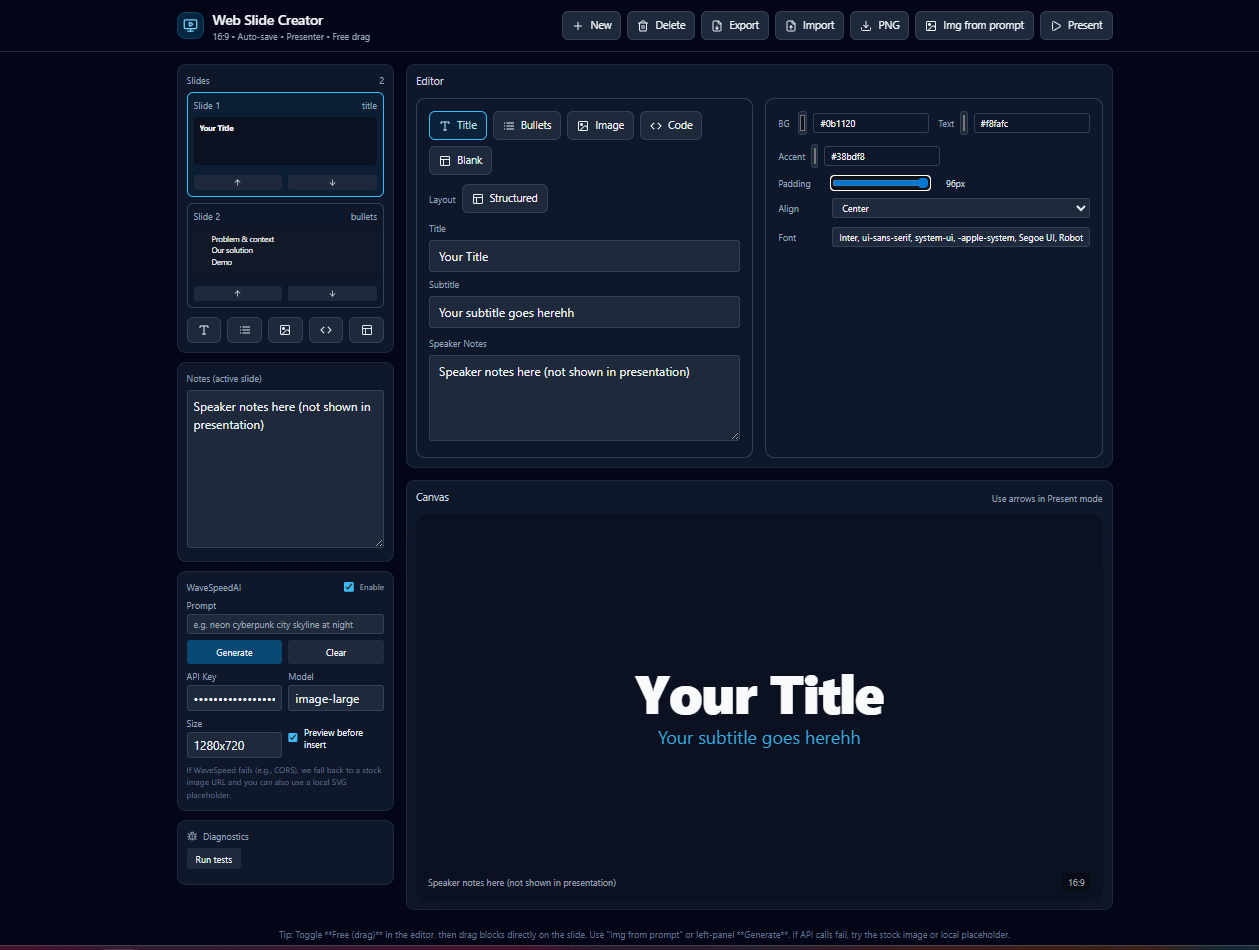 Web Slide Creator
16:9 • Auto-save • Presenter • Free drag
New
Delete
Export
Import
PNG
Img from prompt
Present
Slides
2
Slide 1
title
Your Title
↑
↓
Slide 2
bullets
Problem & context
Our solution
Demo
↑
↓
Notes (active slide)
Speaker notes here (not shown in
presentation)
WaveSpeedAI
Enable
Prompt
e.g. neon cyberpunk city skyline at night
Generate
Clear
API Key
Model
••••••••••••••••
image-large
Size
1280x720
Preview before
insert
If WaveSpeed fails (e.g., CORS), we fall back to a stock
image URL and you can also use a local SVG
placeholder.
Diagnostics
Run tests
Editor
Title
Bullets
Image
Code
Blank
Layout
Structured
Title
Your Title
Subtitle
Your subtitle goes herehh
Speaker Notes
Speaker notes here (not shown in presentation)
BG
#0b1120
Text
#f8fafc
Accent
#38bdf8
Padding
96px
Align
Center
Font
Inter, ui-sans-serif, system-ui, -apple-system, Segoe UI, Robot
Canvas
Use arrows in Present mode
Your Title
Your subtitle goes herehh
Speaker notes here (not shown in presentation)
16:9
Tip: Toggle **Free (drag)** in the editor, then drag blocks directly on the slide. Use "Img from prompt" or left-panel **Generate**. If API calls fail, try the stock image or local placeholder.